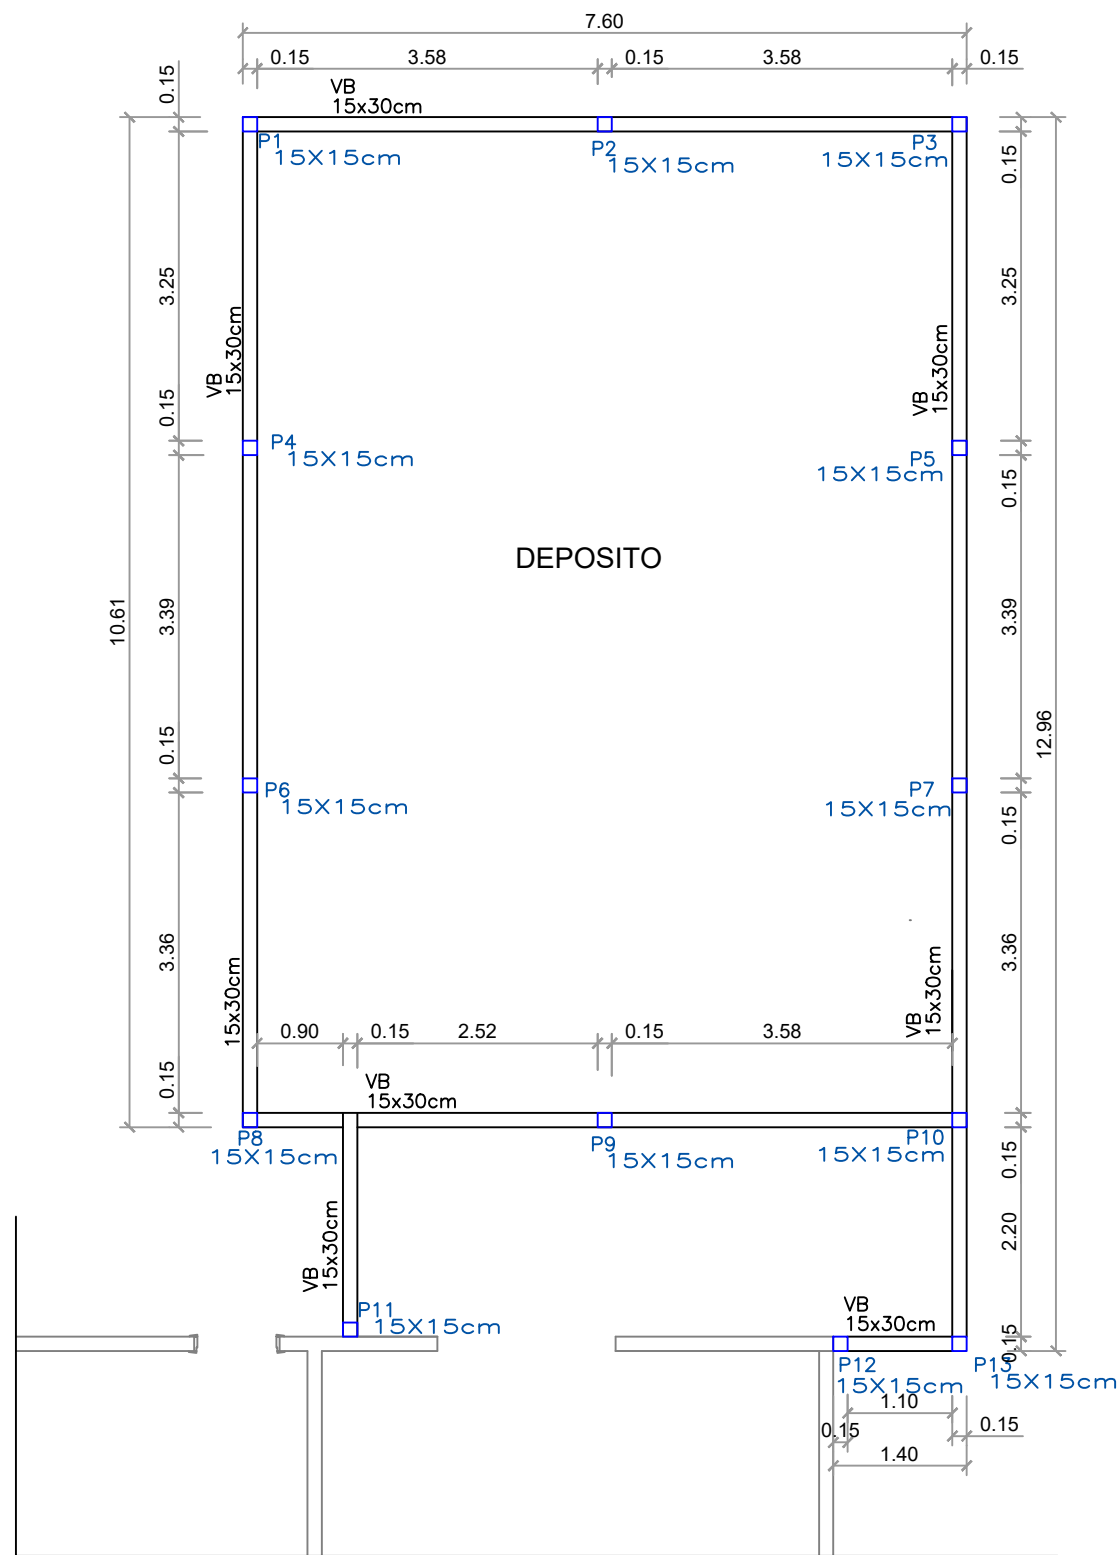 7.60
0.15
3.58
0.15
3.58
0.15
0.15
VB
15x30cm
P1
15X15cm
P2
15X15cm
P3
15X15cm
0.15
3.25
3.25
VB
15x30cm
VB
15x30cm
0.15
P4
15X15cm
P5
15X15cm
0.15
DEPOSITO
10.61
3.39
3.39
12.96
0.15
P6
15X15cm
P7
15X15cm
0.15
3.36
3.36
15x30cm
VB
15x30cm
0.90
0.15
2.52
0.15
3.58
0.15
VB
15x30cm
P8
15X15cm
P9
15X15cm
P10
15X15cm
0.15
2.20
VB
15x30cm
P11
15X15cm
VB
15x30cm
0.15
P12
15X15cm
P13
15X15cm
1.10
0.15
0.15
1.40